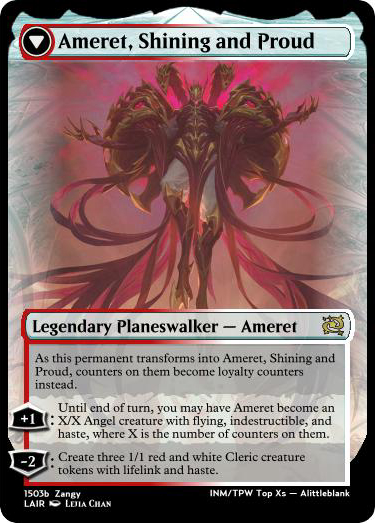 Ameret, Shining and Proud
Legendary Planeswalker — Ameret
As this permanent transforms into Ameret, Shining and
Proud, counters on them become loyalty counters
instead.
+1: Until end of turn, you may have Ameret become an
X/X Angel creature with flying, indestructible, and
haste, where X is the number of counters on them.
-2: Create three 1/1 red and white Cleric creature
tokens with lifelink and haste.
1503b Zangy INM/TPW Top Xs — Alittleblank
LAIR Lejia Chan